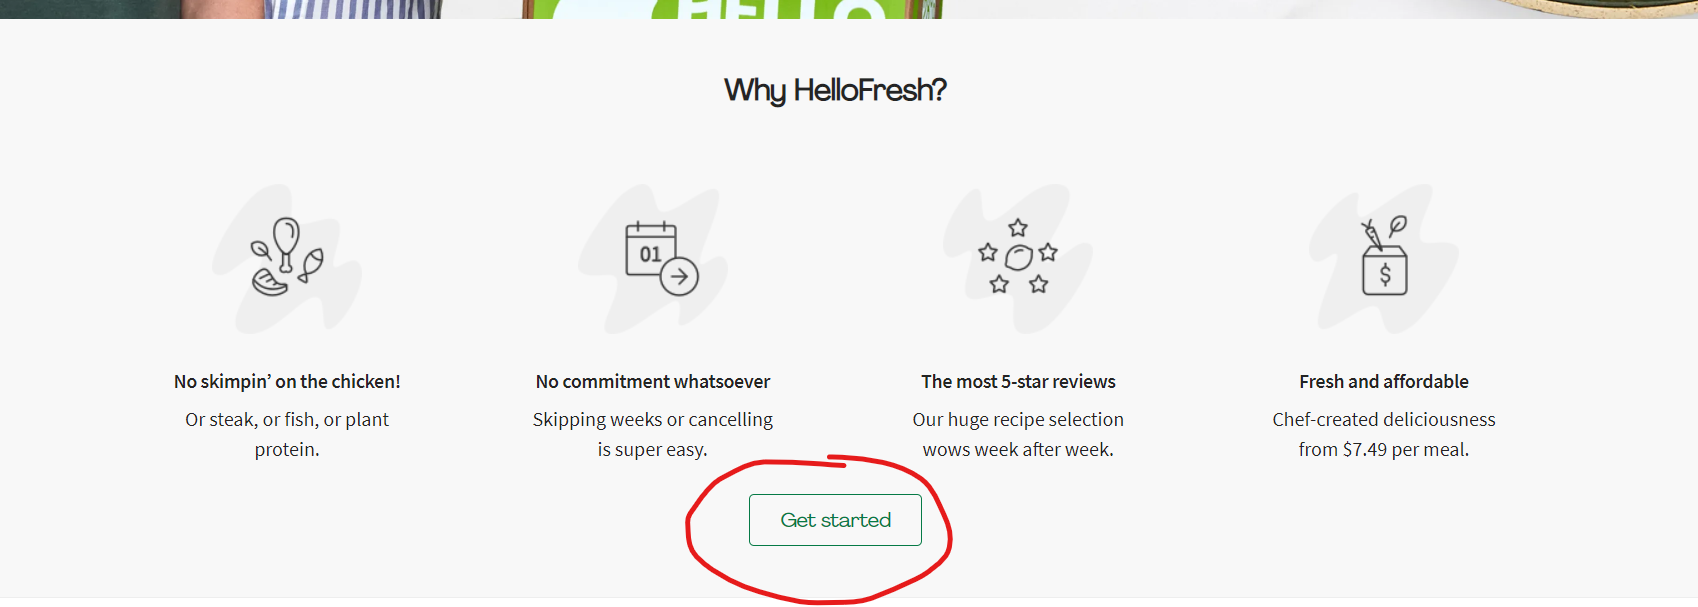 HELLO
Why HelloFresh?
01
$
No skimpin’ on the chicken!
Or steak, or fish, or plant
protein.
No commitment whatsoever
Skipping weeks or cancelling
is super easy.
The most 5-star reviews
Our huge recipe selection
wows week after week.
Fresh and affordable
Chef-created deliciousness
from $7.49 per meal.
Get started